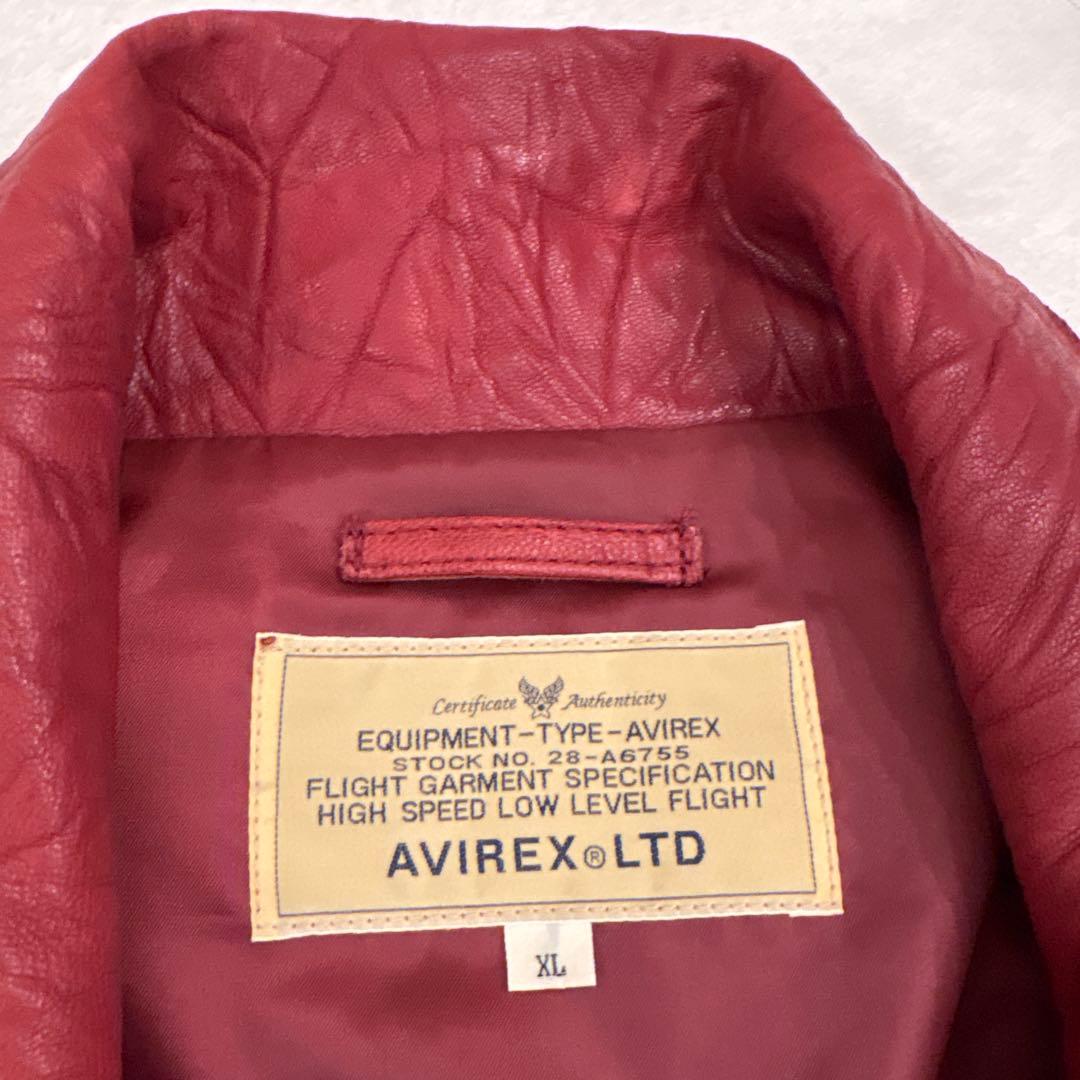 Certificate Authenticity
EQUIPMENT-TYPE-AVIREX
STOCK NO. 28-A6755
FLIGHT GARMENT SPECIFICATION
HIGH SPEED LOW LEVEL FLIGHT
AVIREX®LTD
XL